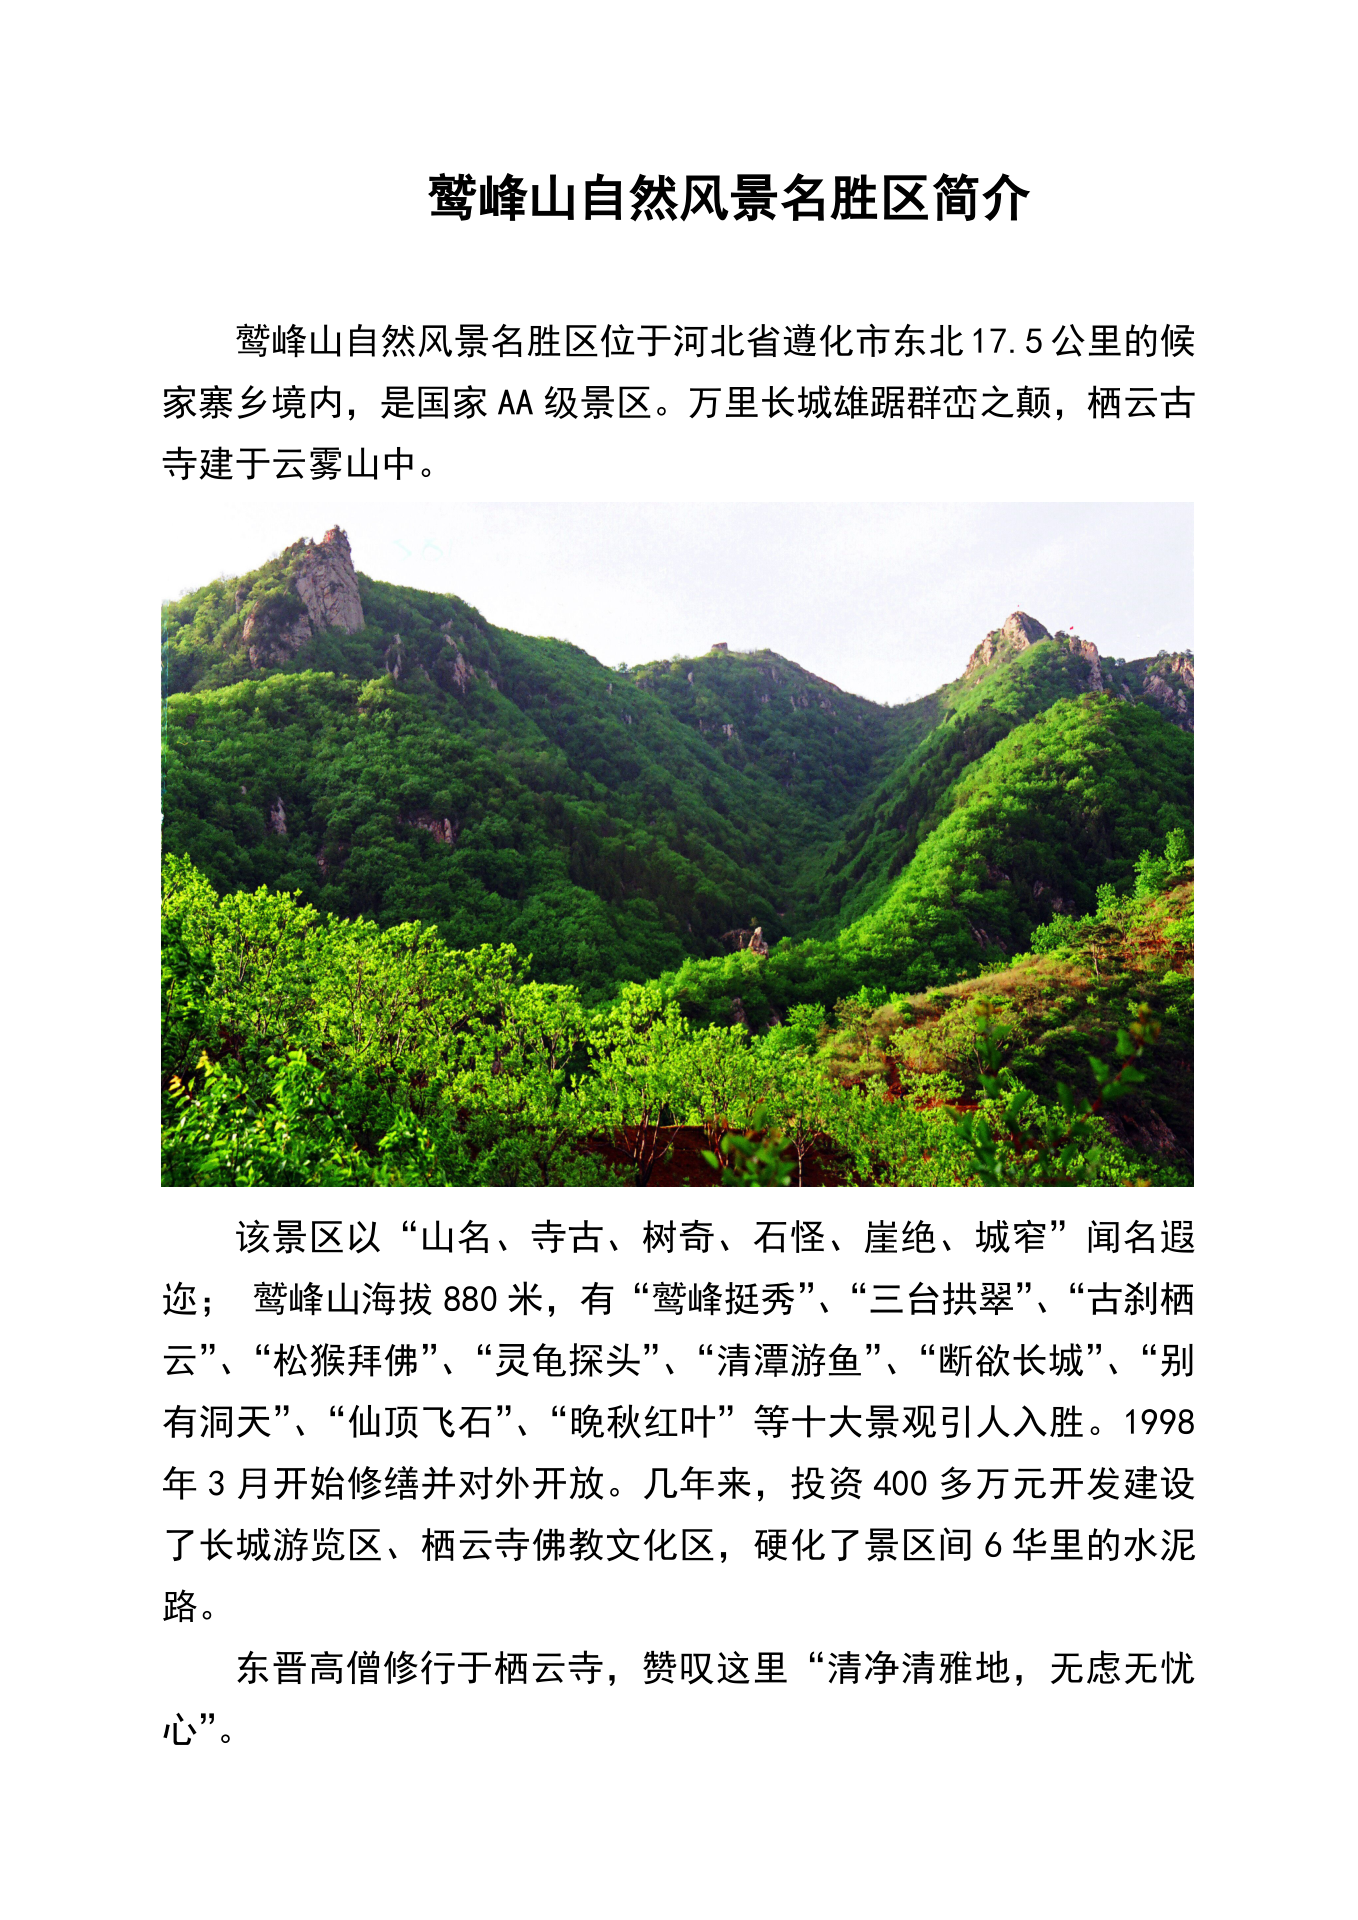 鹫峰山自然风景名胜区简介
鹫峰山自然风景名胜区位于河北省遵化市东北17.5公里的候
家寨乡境内，是国家AA级景区。万里长城雄踞群峦之颠，栖云古
寺建于云雾山中。
该景区以“山名、寺古、树奇、石怪、崖绝、城窄”闻名遐
迩； 鹫峰山海拔880米，有“鹫峰挺秀”、“三台拱翠”、“古刹栖
云”、“松猴拜佛”、“灵龟探头”、“清潭游鱼”、“断欲长城”、“别
有洞天”、“仙顶飞石”、“晚秋红叶”等十大景观引人入胜。1998
年3月开始修缮并对外开放。几年来，投资400多万元开发建设
了长城游览区、栖云寺佛教文化区，硬化了景区间6华里的水泥
路。
东晋高僧修行于栖云寺，赞叹这里“清净清雅地，无虑无忧
心”。